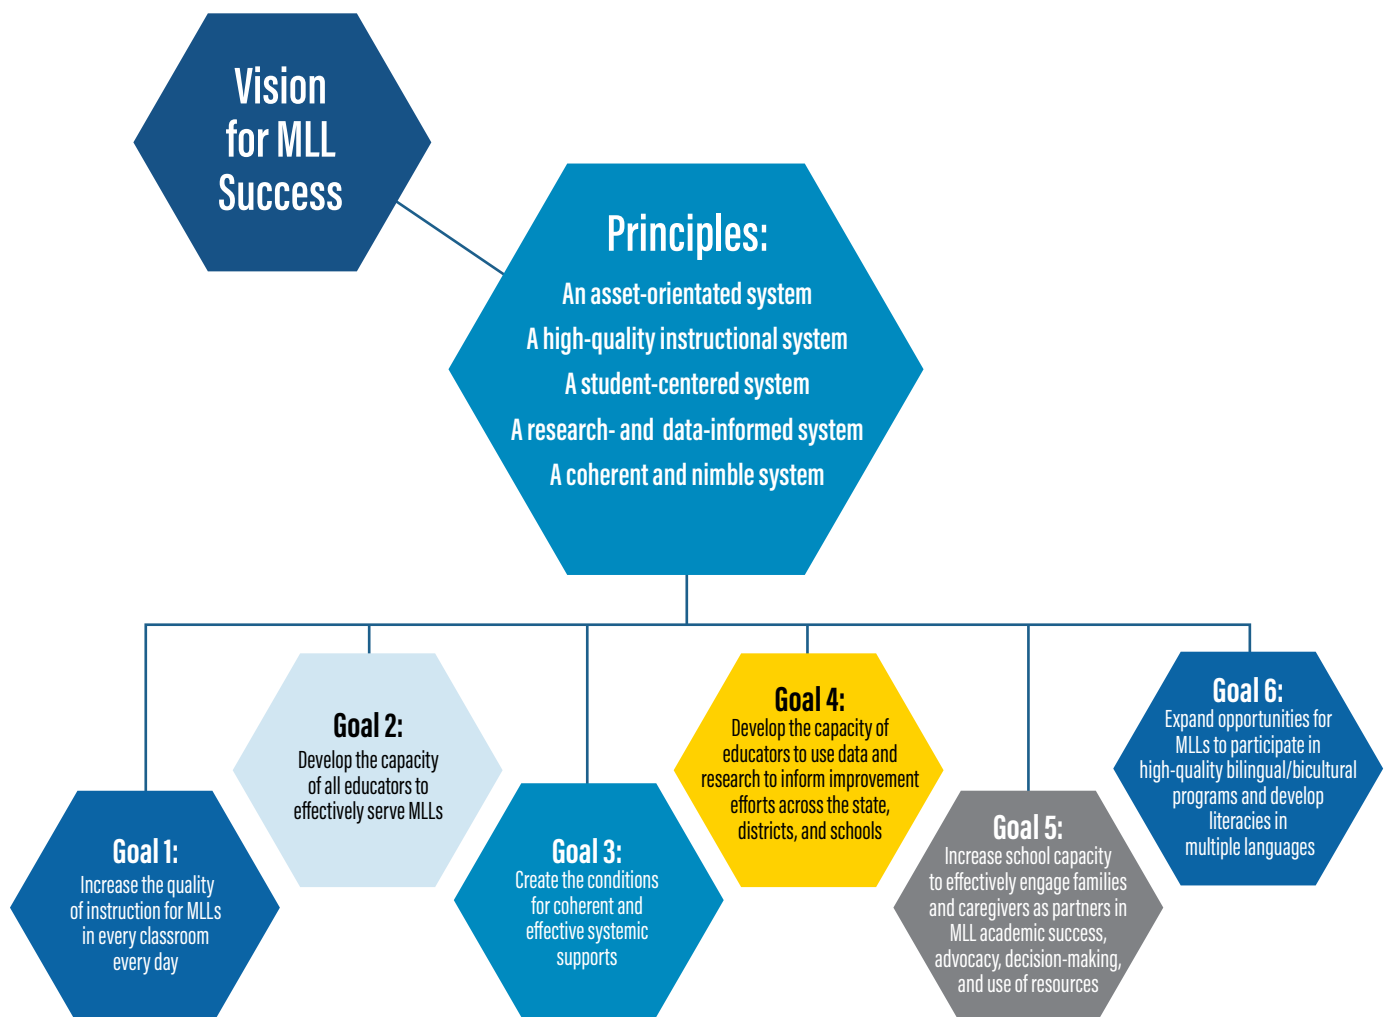 Vision
for MLL
Success
Principles:
An asset-orientated system
A high-quality instructional system
A student-centered system
A research- and data-informed system
A coherent and nimble system
Goal 1:
Increase the quality
of instruction for MLLs
in every classroom
every day
Goal 2:
Develop the capacity
of all educators to
effectively serve MLLs
Goal 3:
Create the conditions
for coherent and
effective systemic
supports
Goal 4:
Develop the capacity of
educators to use data and
research to inform improvement
efforts across the state,
districts, and schools
Goal 5:
Increase school capacity
to effectively engage families
and caregivers as partners in
MLL academic success,
advocacy, decision-making,
and use of resources
Goal 6:
Expand opportunities for
MLLs to participate in
high-quality bilingual/bicultural
programs and develop
literacies in
multiple languages